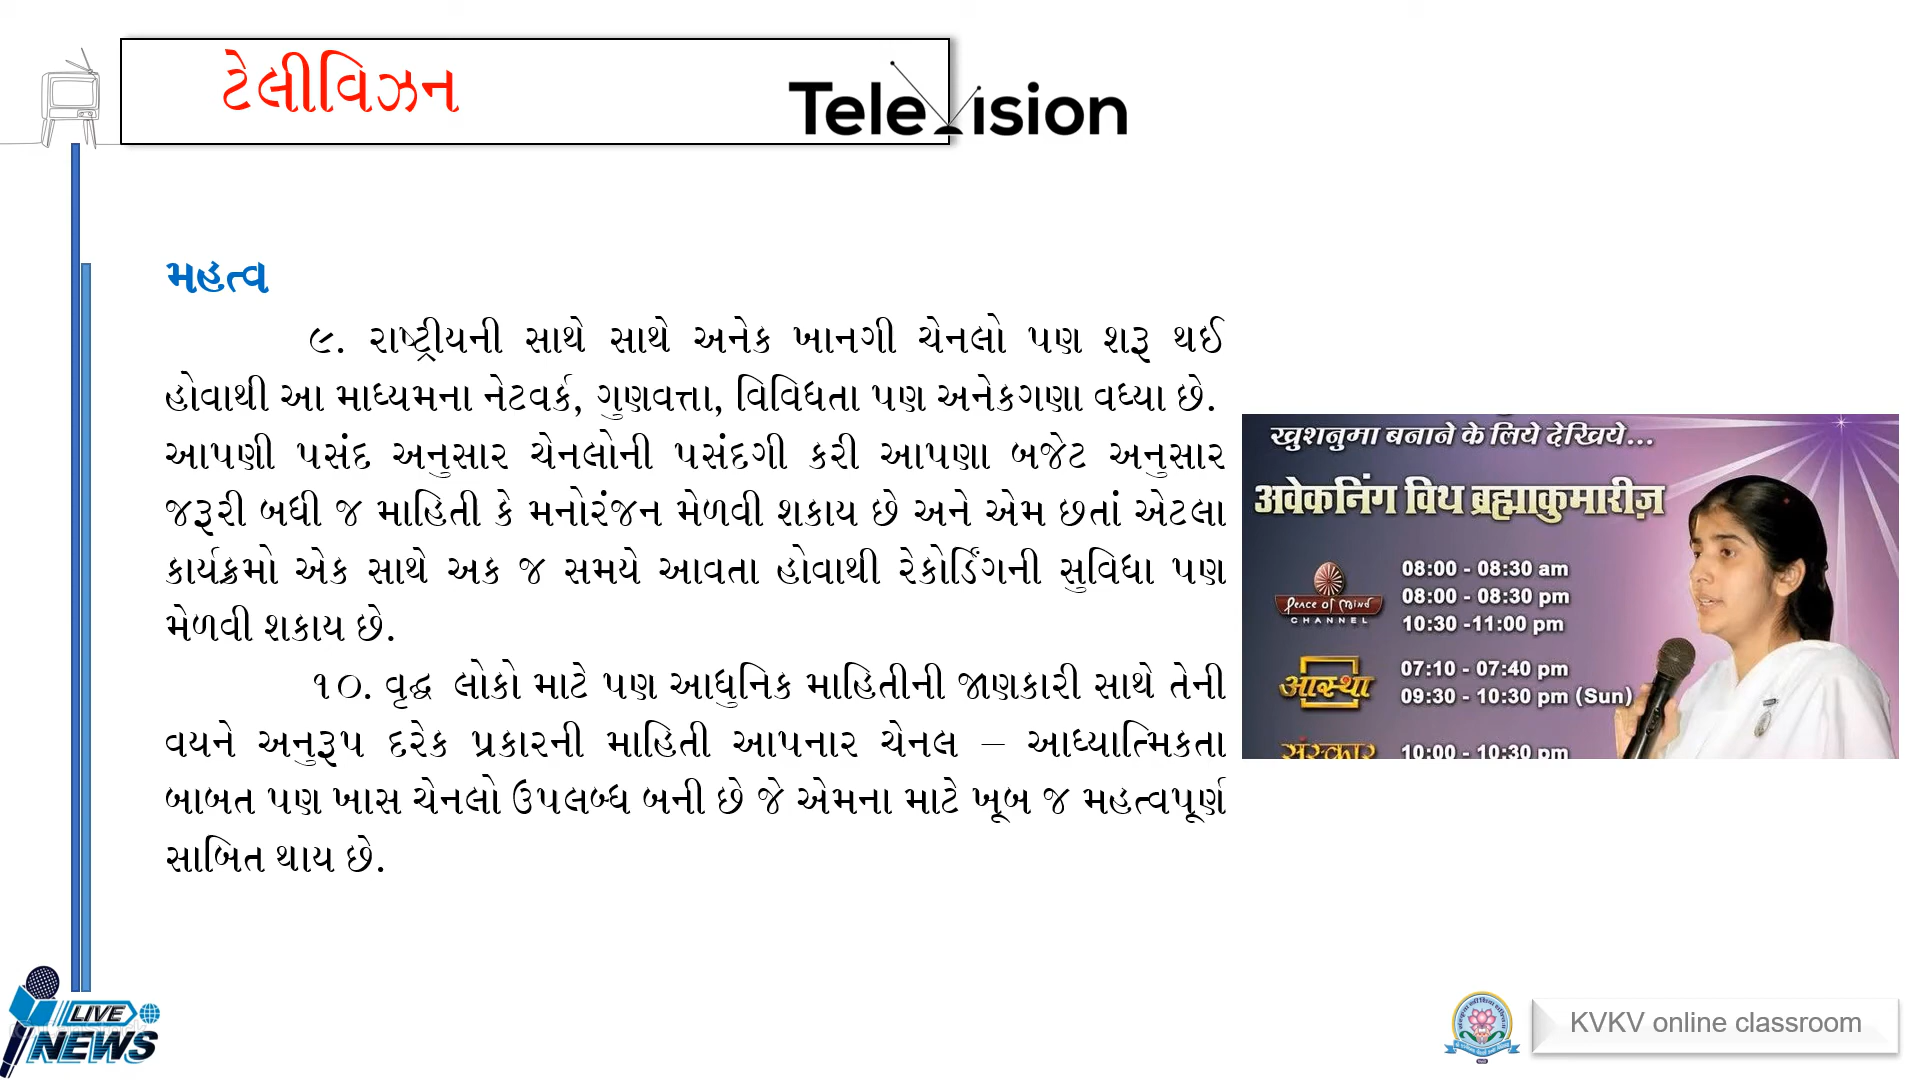 ટેલીવિઝન
Television
મહત્વ
૯. રાષ્ટ્રીયની સાથે સાથે અનેક ખાનગી ચેનલો પણ શરૂ થઈ
હોવાથી આ માધ્યમના નેટવર્ક, ગુણવત્તા, વિવિધતા પણ અનેકગણા વધ્યા છે.
આપણી પસંદ અનુસાર ચેનલોની પસંદગી કરી આપણા બજેટ અનુસાર
જરૂરી બધી જ માહિતી કે મનોરંજન મેળવી શકાય છે અને એમ છતાં એટલા
કાર્યક્રમો એક સાથે અક જ સમયે આવતા હોવાથી રેકોર્ડિંગની સુવિધા પણ
મેળવી શકાય છે.
૧૦. વૃદ્ધ લોકો માટે પણ આધુનિક માહિતીની જાણકારી સાથે તેની
વયને અનુરૂપ દરેક પ્રકારની માહિતી આપનાર ચેનલ – આધ્યાત્મિકતા
બાબત પણ ખાસ ચેનલો ઉપલબ્ધ બની છે જે એમના માટે ખૂબ જ મહત્વપૂર્ણ
સાબિત થાય છે.
खुशनुमा बनाने के लिये देखिये...
अवेकनिंग विथ ब्रह्माकुमारीज़
Peace of Mind
CHANNEL
08:00 - 08:30 am
08:00 - 08:30 pm
10:30 -11:00 pm
आस्था
07:10 - 07:40 pm
09:30 - 10:30 pm (Sun)
संस्कार
10:00 - 10:30 pm
LIVE
NEWS
KVKV online classroom